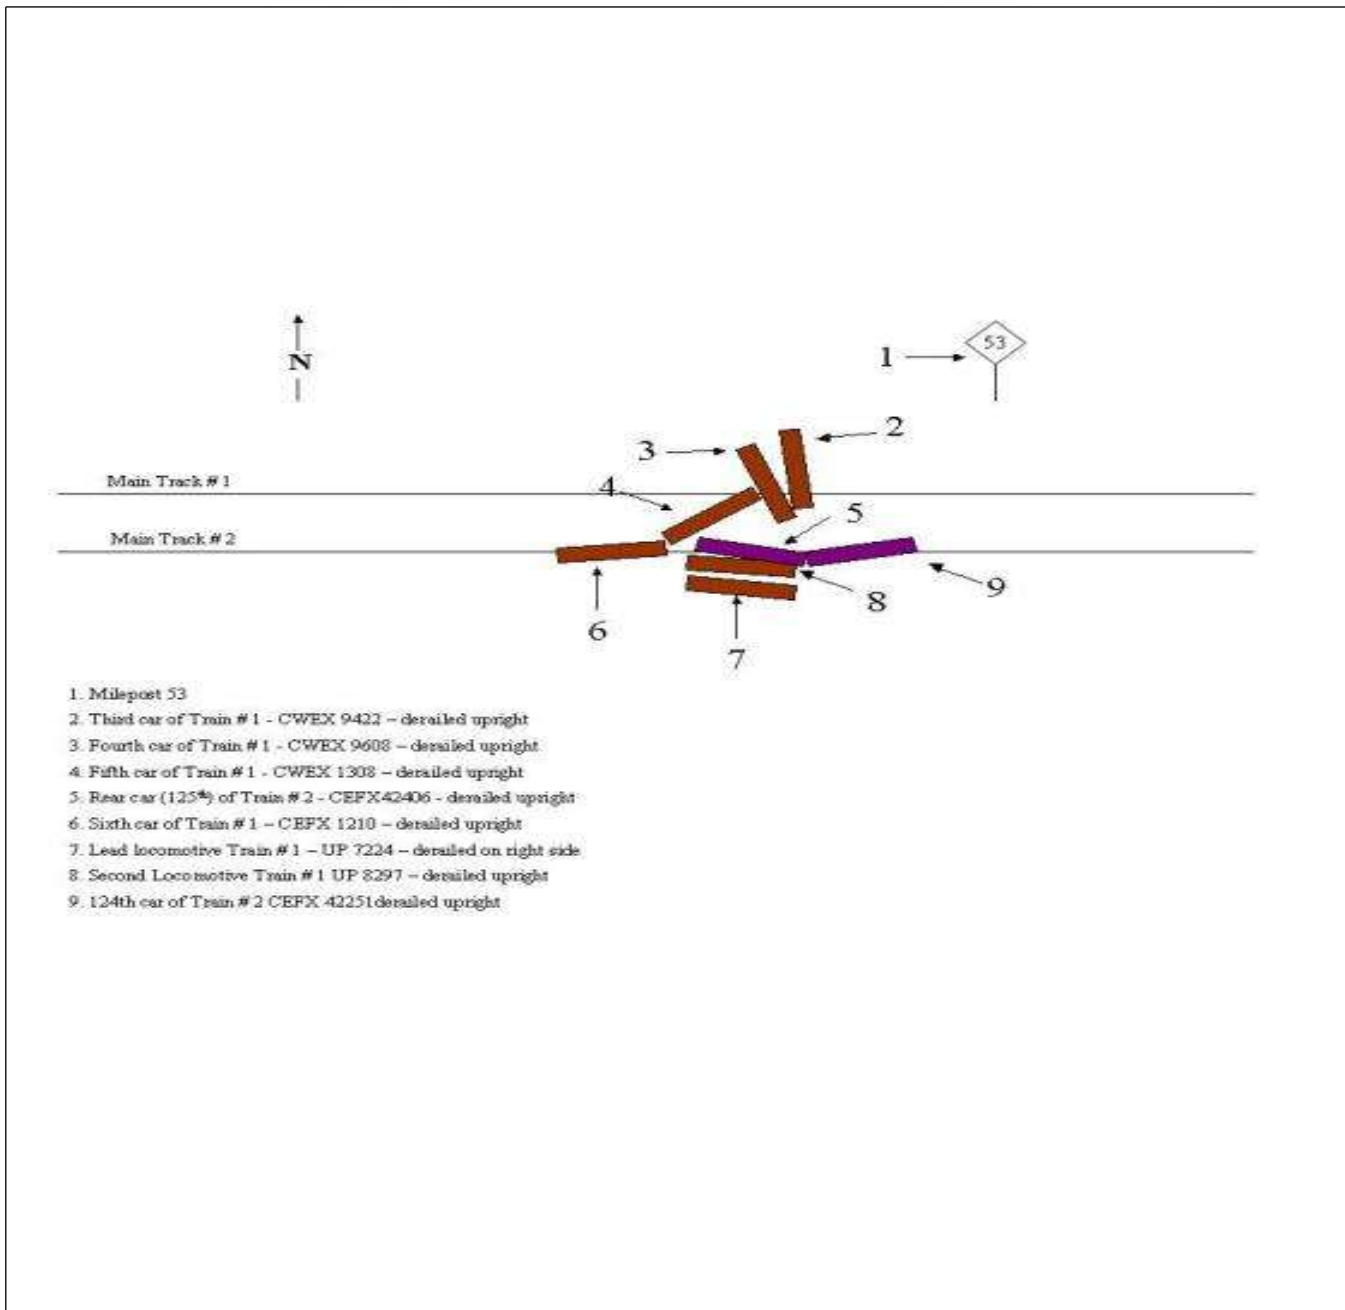 N
53
1
2
3
Main Track # 1
4
5
Main Track # 2
9
8
6
7
1. Milepost 53
2. Third car of Train # 1 - CWEX 9422 – derailed upright
3. Fourth car of Train # 1 - CWEX 9608 – derailed upright
4. Fifth car of Train # 1 - CWEX 1308 – derailed upright
5. Rear car (125th) of Train # 2 - CEFX42406 - derailed upright
6. Sixth car of Train # 1 – CEFX 1210 – derailed upright
7. Lead locomotive Train # 1 – UP 7224 – derailed on right side
8. Second Locomotive Train # 1 UP 8297 – derailed upright
9. 124th car of Train # 2 CEFX 42251derailed upright